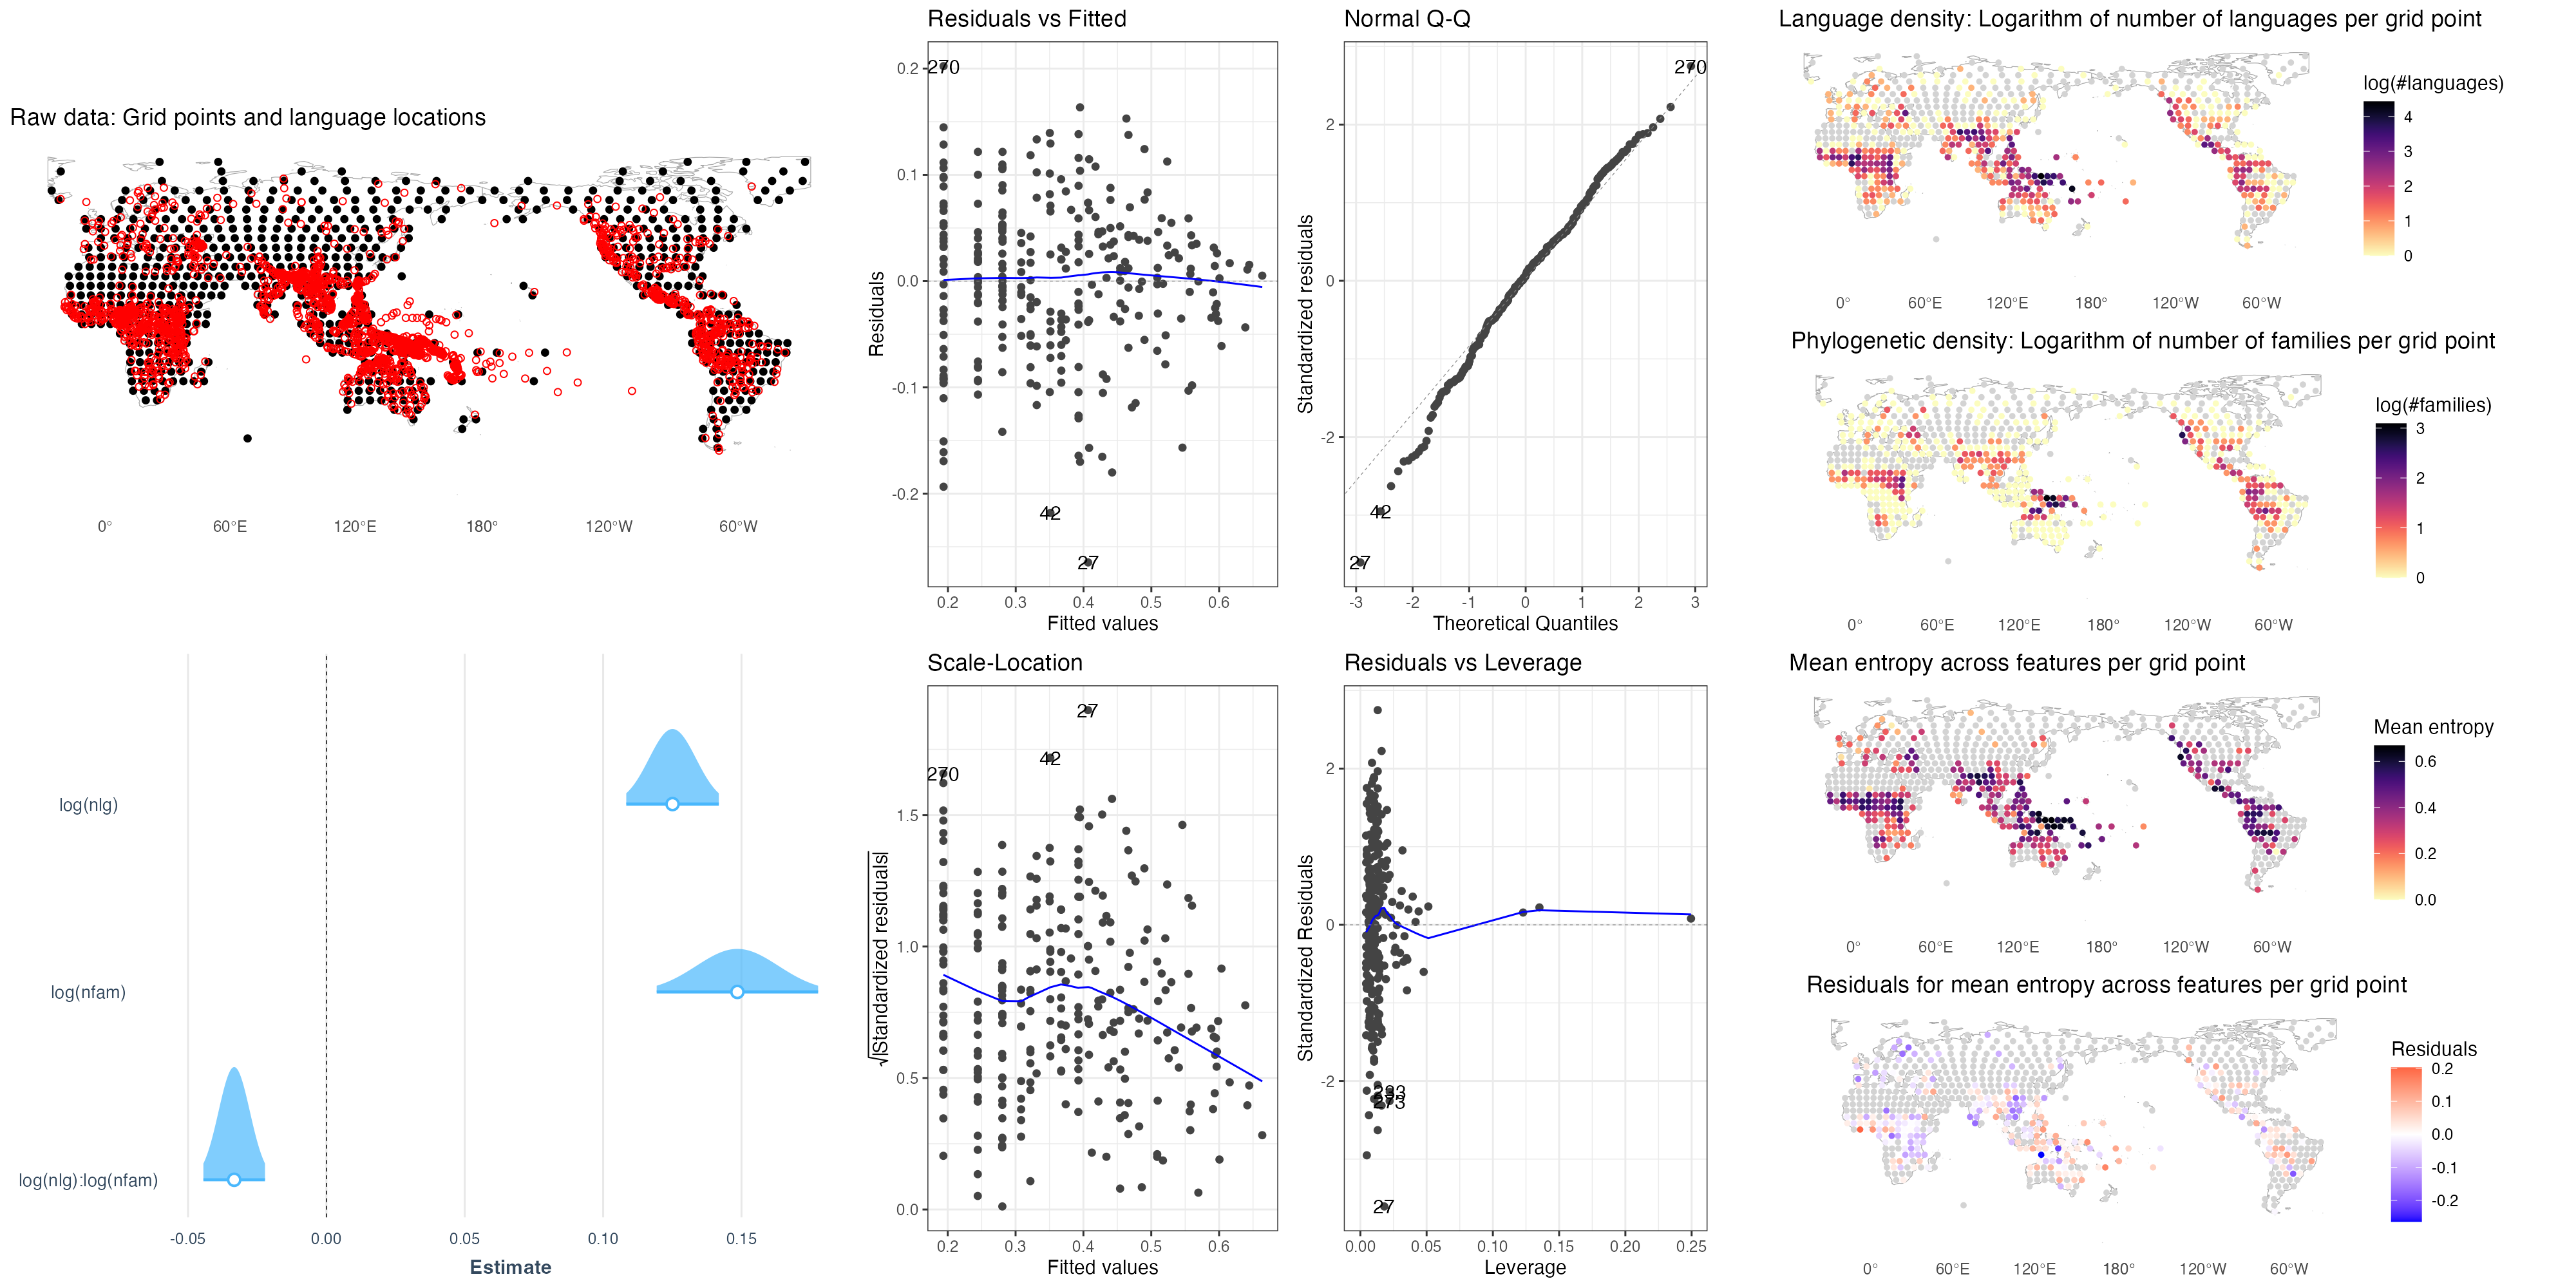 Raw data: Grid points and language locations
0° 60°E 120°E 180° 120°W 60°W
log(nlg)
log(nfam)
log(nlg):log(nfam)
-0.05 0.00 0.05 0.10 0.15
Estimate
Residuals vs Fitted
Residuals
0.2
0.1
0.0
-0.1
-0.2
270
42
27
0.2 0.3 0.4 0.5 0.6
Fitted values
Normal Q-Q
Standardized residuals
2
0
-2
270
42
27
-3 -2 -1 0 1 2 3
Theoretical Quantiles
Scale-Location
√|Standardized residuals|
27
42
270
1.5
1.0
0.5
0.0
0.2 0.3 0.4 0.5 0.6
Fitted values
Residuals vs Leverage
Standardized Residuals
2
0
-2
273
27
0.00 0.05 0.10 0.15 0.20 0.25
Leverage
Language density: Logarithm of number of languages per grid point
log(#languages)
4
3
2
1
0
0° 60°E 120°E 180° 120°W 60°W
Phylogenetic density: Logarithm of number of families per grid point
log(#families)
3
2
1
0
0° 60°E 120°E 180° 120°W 60°W
Mean entropy across features per grid point
Mean entropy
0.6
0.4
0.2
0.0
0° 60°E 120°E 180° 120°W 60°W
Residuals for mean entropy across features per grid point
Residuals
0.2
0.1
0.0
-0.1
-0.2
0° 60°E 120°E 180° 120°W 60°W